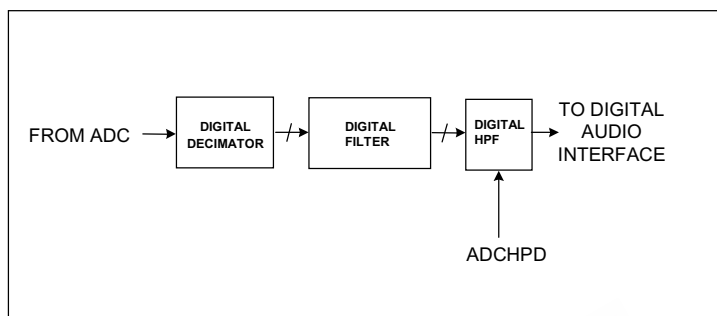 FROM ADC
DIGITAL
DECIMATOR
DIGITAL
FILTER
DIGITAL
HPF
TO DIGITAL
AUDIO
INTERFACE
ADCHPD